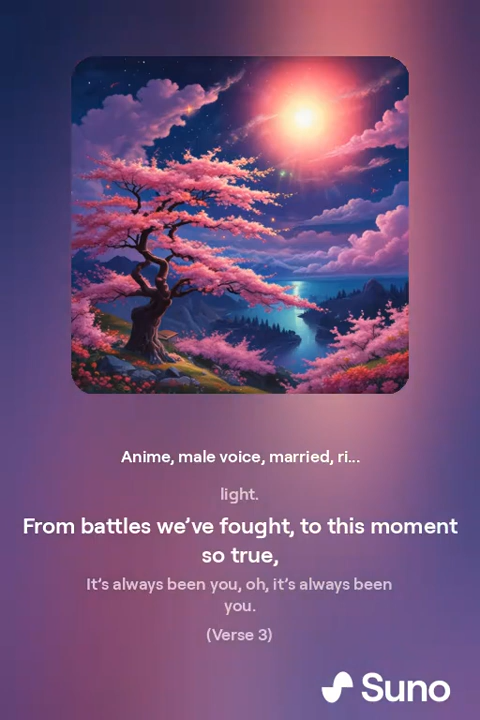 Anime, male voice, married, ri...
light.
From battles we’ve fought, to this moment
so true,
It’s always been you, oh, it’s always been
you.
(Verse 3)
Suno